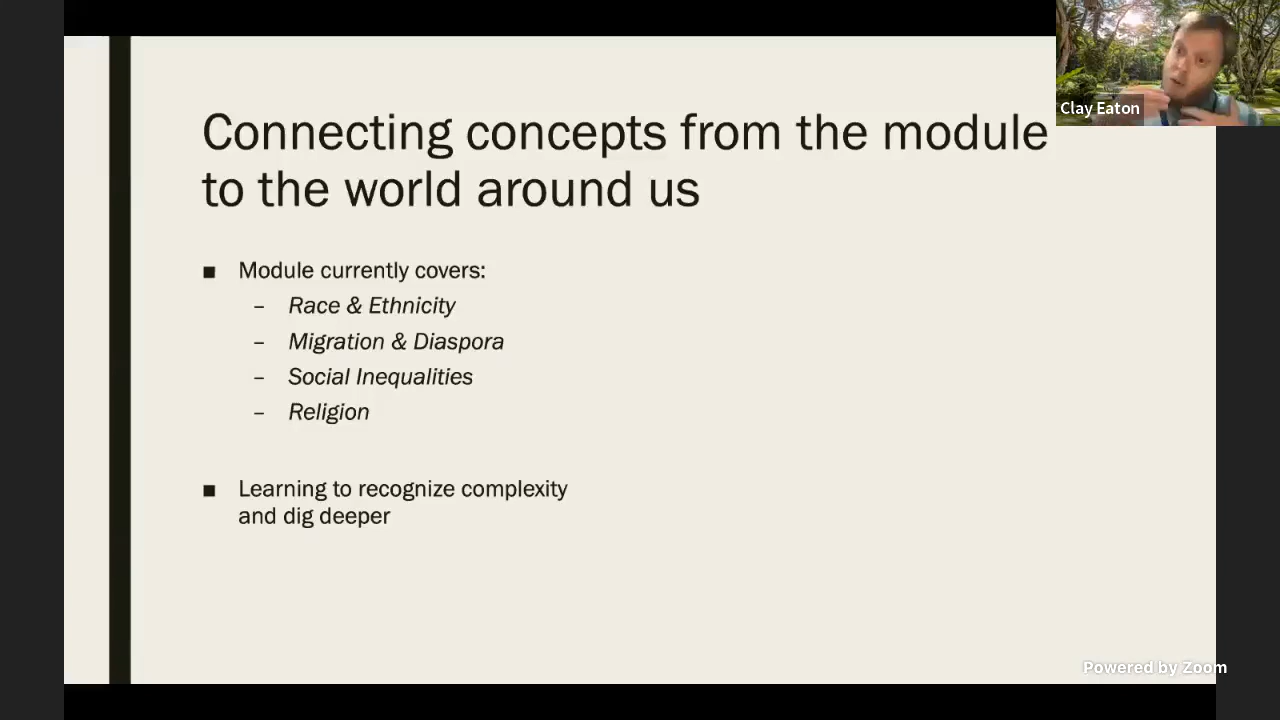 Clay Eaton
Connecting concepts from the module
to the world around us
■ Module currently covers:
– Race & Ethnicity
– Migration & Diaspora
– Social Inequalities
– Religion
■ Learning to recognize complexity
and dig deeper
Powered by Zoom